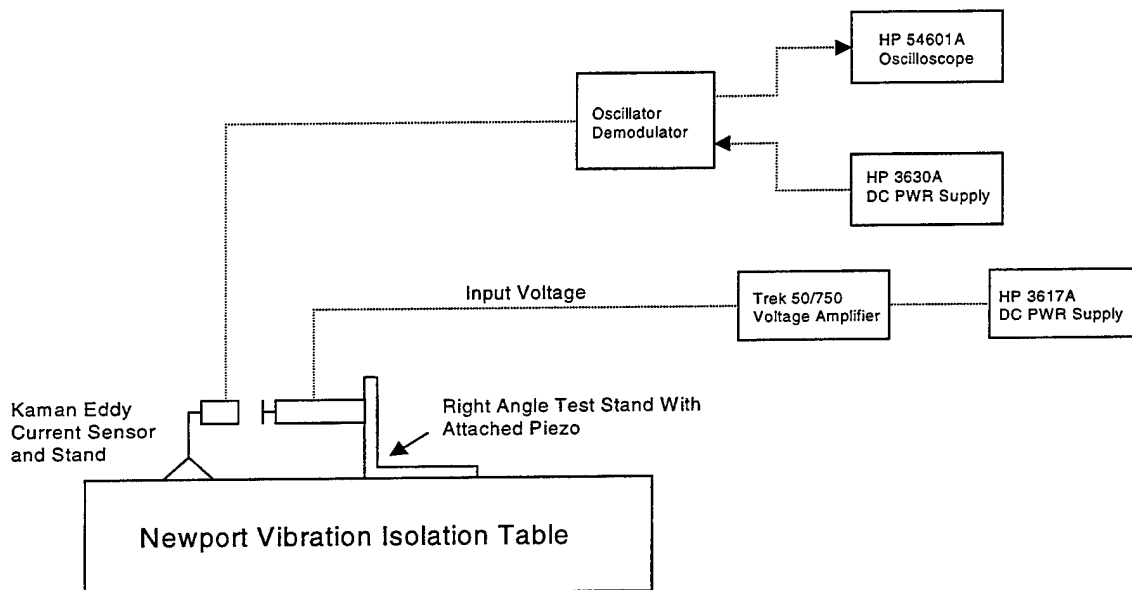 HP 54601A
Oscilloscope
Oscillator
Demodulator
HP 3630A
DC PWR Supply
Input Voltage
Trek 50/750
Voltage Amplifier
HP 3617A
DC PWR Supply
Kaman Eddy
Current Sensor
and Stand
Right Angle Test Stand With
Attached Piezo
Newport Vibration Isolation Table